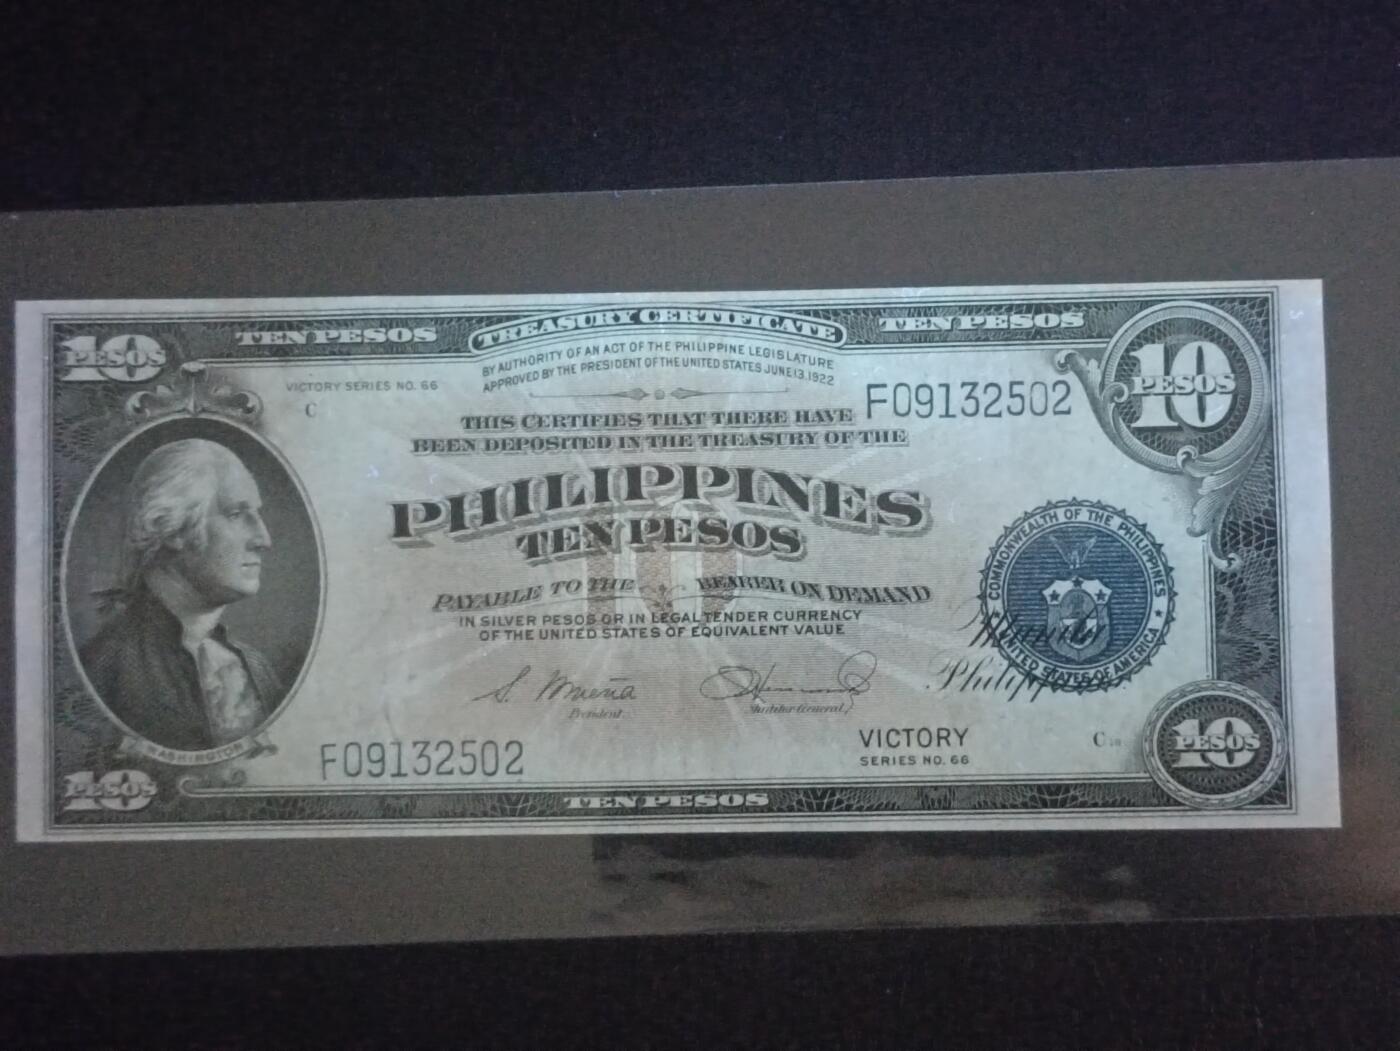 10
PESOS
TEN PESOS
TREASURY CERTIFICATE
TEN PESOS
10
PESOS
BY AUTHORITY OF AN ACT OF THE PHILIPPINE LEGISLATURE
APPROVED BY THE PRESIDENT OF THE UNITED STATES JUNE 13, 1922
VICTORY SERIES NO. 66
C
F09132502
THIS CERTIFIES THAT THERE HAVE
BEEN DEPOSITED IN THE TREASURY OF THE
PHILIPPINES
TEN PESOS
PAYABLE TO THE BEARER ON DEMAND
IN SILVER PESOS OR IN LEGAL TENDER CURRENCY
OF THE UNITED STATES OF EQUIVALENT VALUE
COMMONWEALTH OF THE PHILIPPINES
UNITED STATES OF AMERICA
S. Osmeña
President
Auditor General
WASHINGTON
F09132502
VICTORY
SERIES NO. 66
C
10
PESOS
TEN PESOS
10
PESOS